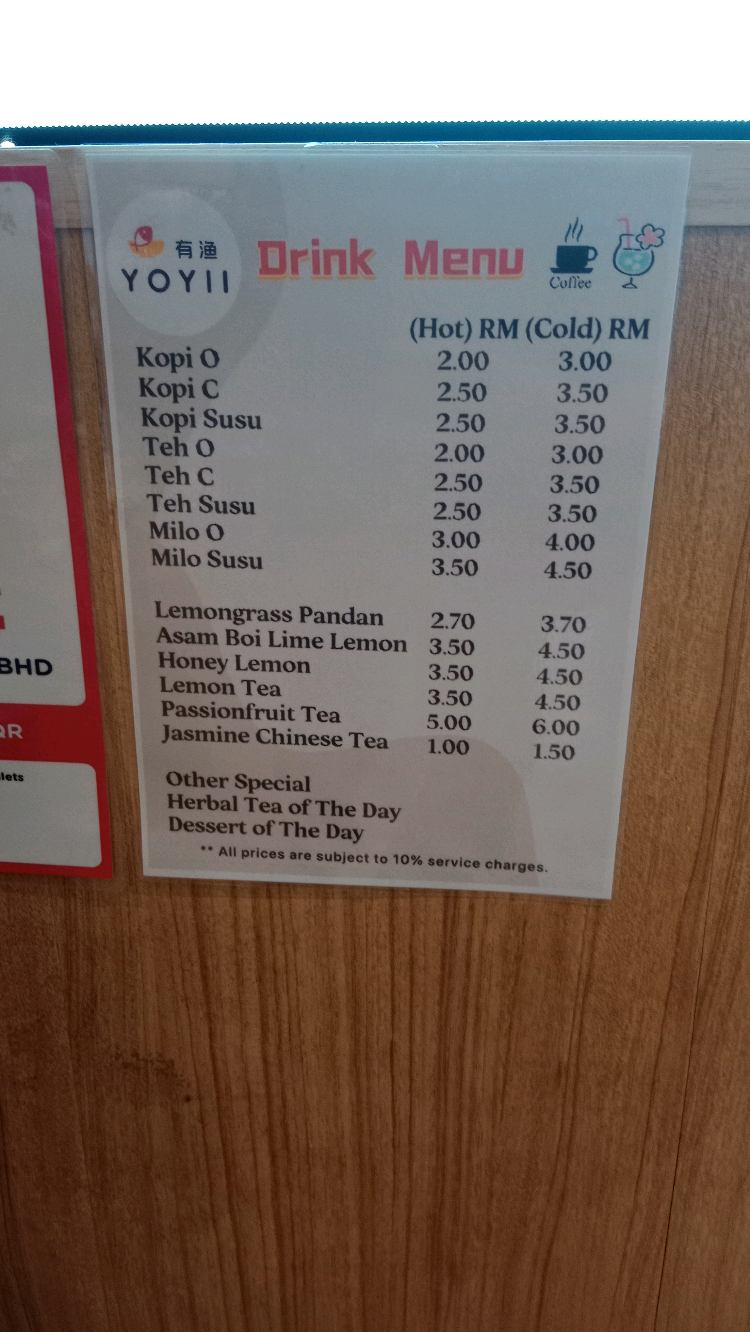 有渔
YOYII
Drink Menu
Coffee
(Hot) RM (Cold) RM
Kopi O 2.00 3.00
Kopi C 2.50 3.50
Kopi Susu 2.50 3.50
Teh O 2.00 3.00
Teh C 2.50 3.50
Teh Susu 2.50 3.50
Milo O 3.00 4.00
Milo Susu 3.50 4.50
Lemongrass Pandan 2.70 3.70
Asam Boi Lime Lemon 3.50 4.50
Honey Lemon 3.50 4.50
Lemon Tea 3.50 4.50
Passionfruit Tea 5.00 6.00
Jasmine Chinese Tea 1.00 1.50
Other Special
Herbal Tea of The Day
Dessert of The Day
** All prices are subject to 10% service charges.
BHD
QR